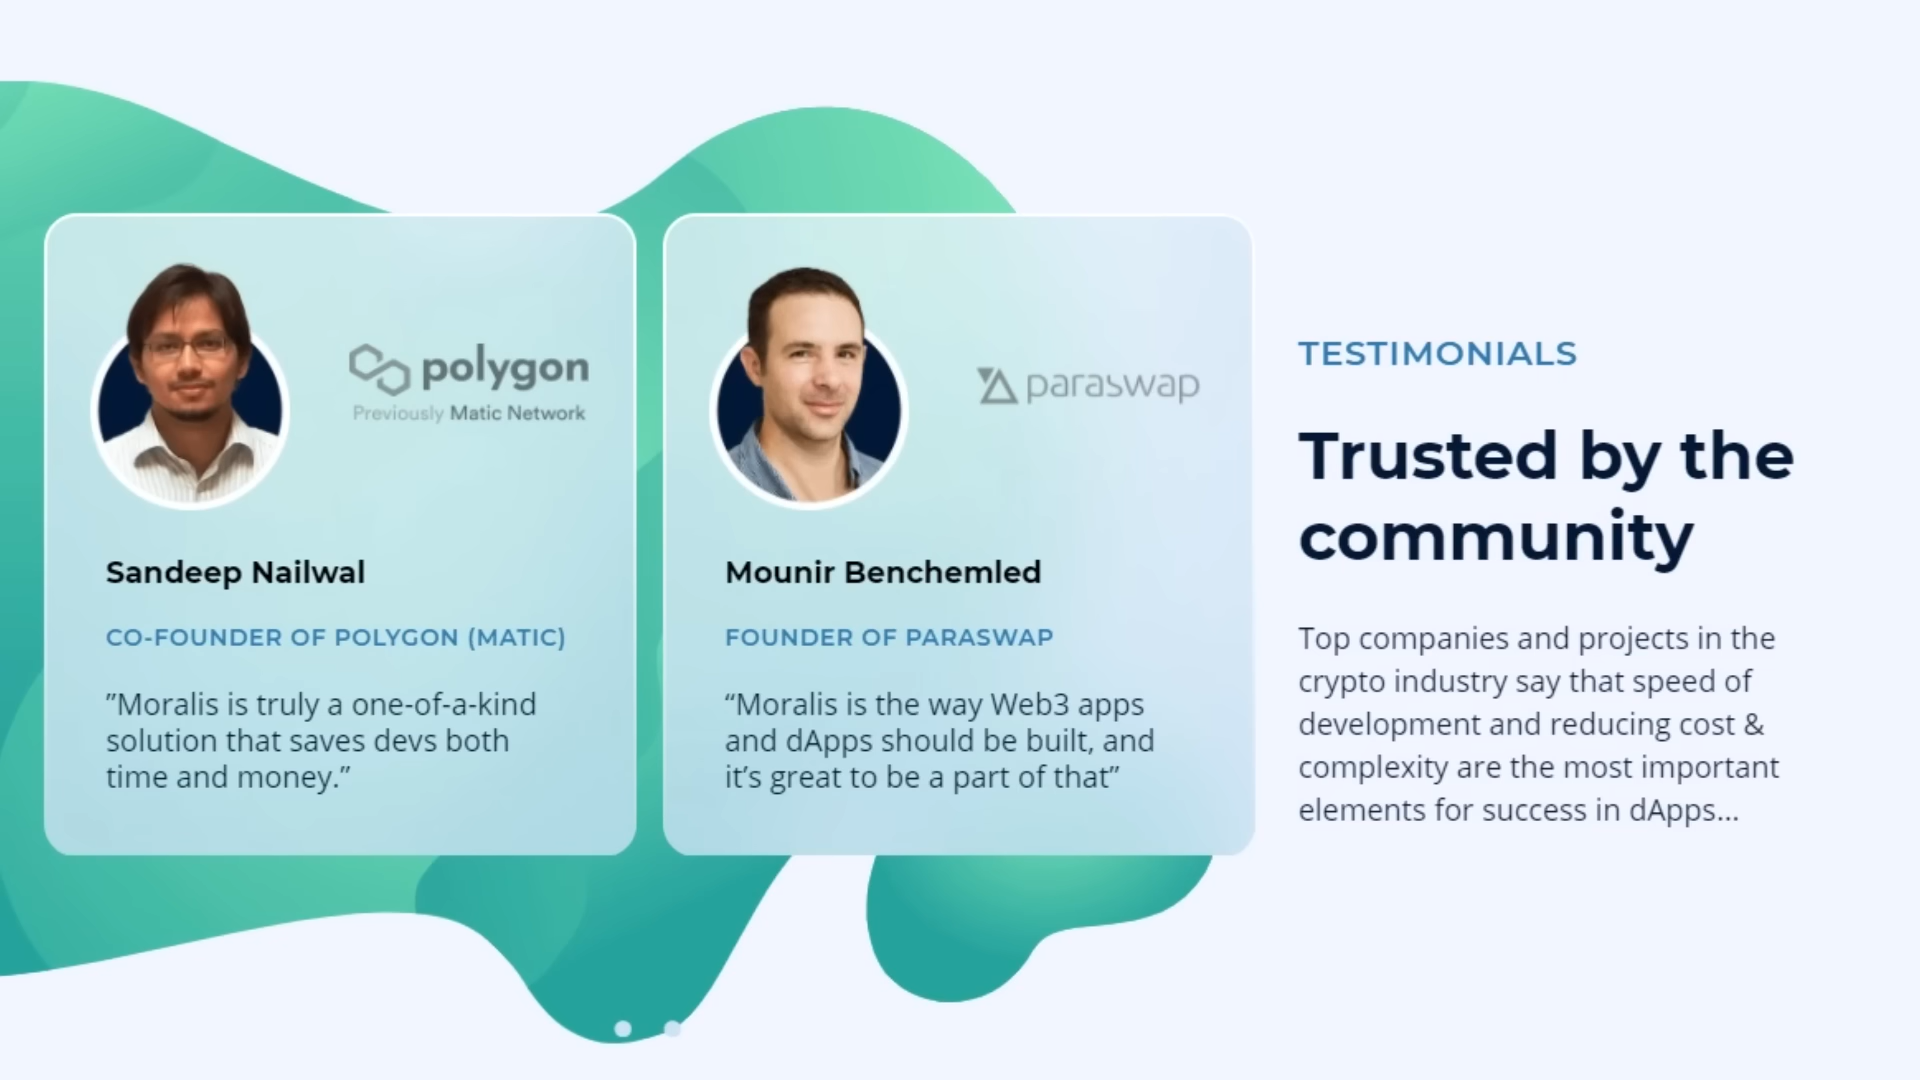 polygon
Previously Matic Network
Sandeep Nailwal
CO-FOUNDER OF POLYGON (MATIC)
”Moralis is truly a one-of-a-kind
solution that saves devs both
time and money.”
paraswap
Mounir Benchemled
FOUNDER OF PARASWAP
“Moralis is the way Web3 apps
and dApps should be built, and
it’s great to be a part of that”
TESTIMONIALS
Trusted by the
community
Top companies and projects in the
crypto industry say that speed of
development and reducing cost &
complexity are the most important
elements for success in dApps...